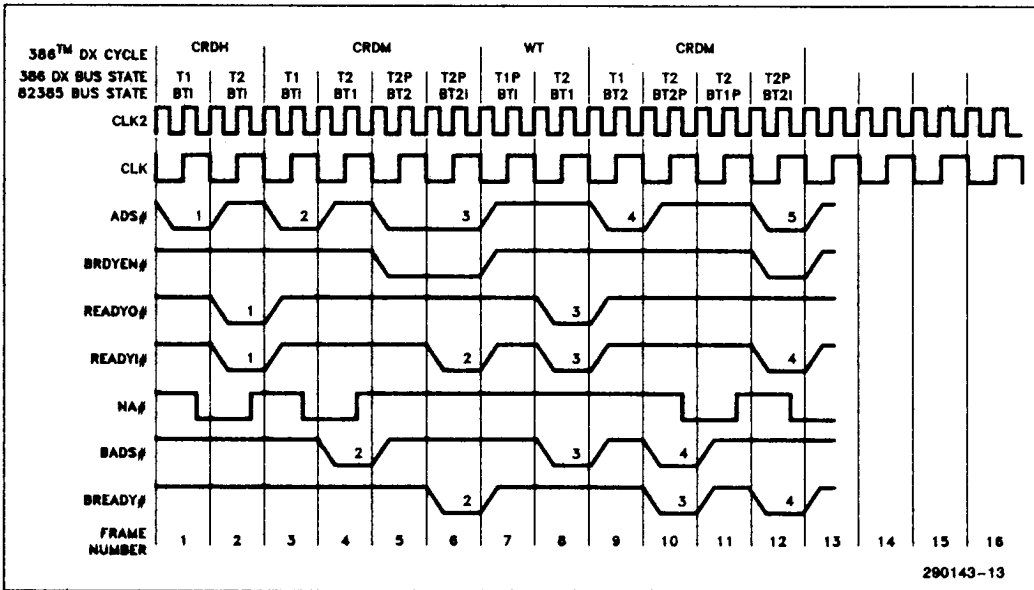 386™ DX CYCLE CRDH CRDM WT CRDM
386 DX BUS STATE T1 T2 T1 T2 T2P T2P T1P T2 T1 T2 T2 T2P
82385 BUS STATE BTI BTI BTI BT1 BT2 BT2I BTI BT1 BT2 BT2P BT1P BT2I
CLK2
CLK
ADS# 1 2 3 4 5
BRDYEN#
READYO# 1 3
READYI# 1 2 3 4
NA#
BADS# 2 3 4
BREADY# 2 3 4
FRAME
NUMBER 1 2 3 4 5 6 7 8 9 10 11 12 13 14 15 16
290143–13